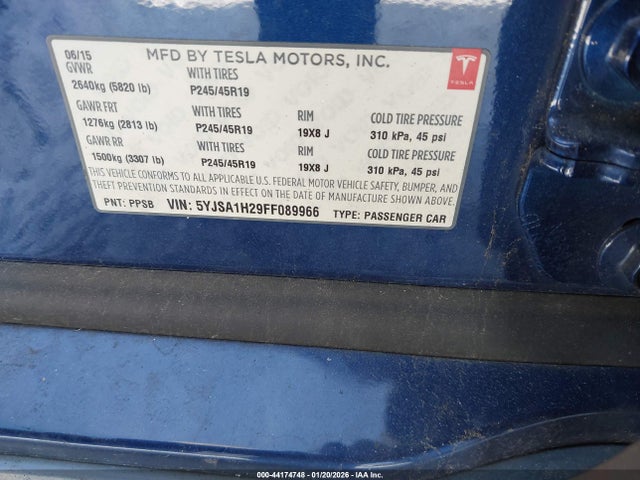 06/15 MFD BY TESLA MOTORS, INC.
GVWR WITH TIRES
2640kg (5820 lb) P245/45R19
GAWR FRT WITH TIRES RIM COLD TIRE PRESSURE
1276kg (2813 lb) P245/45R19 19X8 J 310 kPa, 45 psi
GAWR RR WITH TIRES RIM COLD TIRE PRESSURE
1500kg (3307 lb) P245/45R19 19X8 J 310 kPa, 45 psi
THIS VEHICLE CONFORMS TO ALL APPLICABLE U.S. FEDERAL MOTOR VEHICLE SAFETY, BUMPER, AND
THEFT PREVENTION STANDARDS IN EFFECT ON THE DATE OF MANUFACTURE SHOWN ABOVE.
PNT: PPSB VIN: 5YJSA1H29FF089966 TYPE: PASSENGER CAR
TESLA
000-44174748 | 01/20/2026 | IAA Inc.